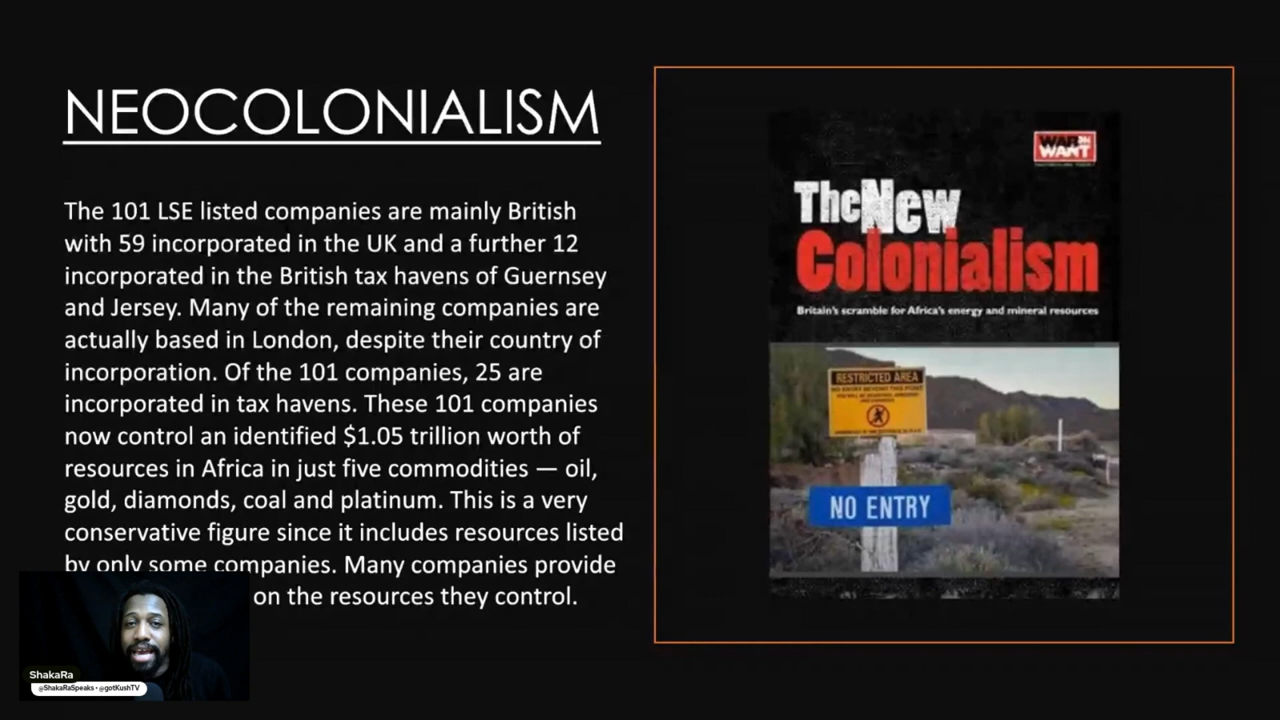 NEOCOLONIALISM
The 101 LSE listed companies are mainly British
with 59 incorporated in the UK and a further 12
incorporated in the British tax havens of Guernsey
and Jersey. Many of the remaining companies are
actually based in London, despite their country of
incorporation. Of the 101 companies, 25 are
incorporated in tax havens. These 101 companies
now control an identified $1.05 trillion worth of
resources in Africa in just five commodities — oil,
gold, diamonds, coal and platinum. This is a very
conservative figure since it includes resources listed
by only some companies. Many companies provide
on the resources they control.
WAR ON
WANT
The New
Colonialism
Britain's scramble for Africa's energy and mineral resources
RESTRICTED AREA
NO ENTRY BEYOND THIS POINT
NO ENTRY
ShakaRa
@ShakaRaSpeaks • @gotKushTV